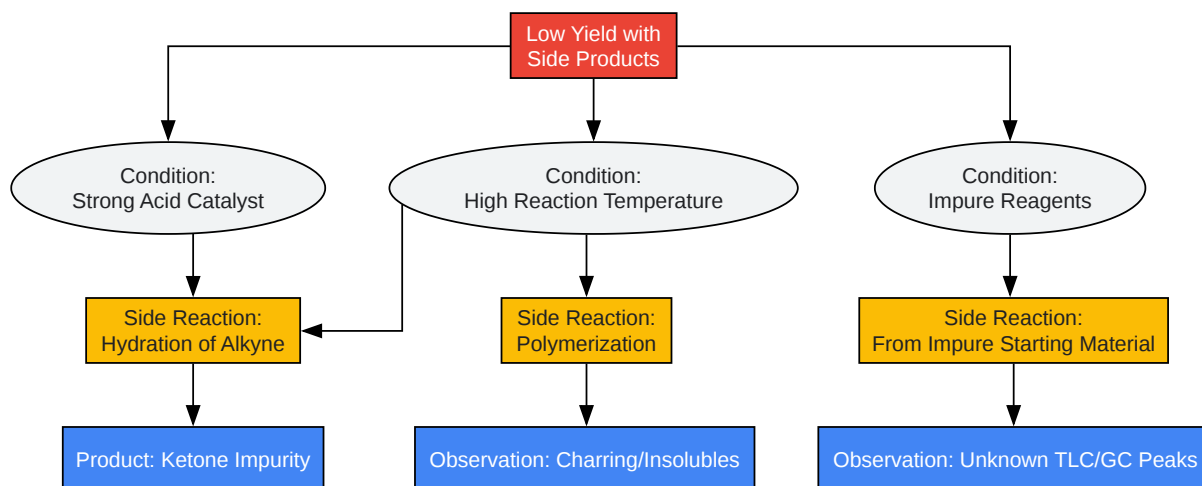 Low Yield with
Side Products
Condition:
Strong Acid Catalyst
Condition:
High Reaction Temperature
Condition:
Impure Reagents
Side Reaction:
Hydration of Alkyne
Side Reaction:
Polymerization
Side Reaction:
From Impure Starting Material
Product: Ketone Impurity
Observation: Charring/Insolubles
Observation: Unknown TLC/GC Peaks